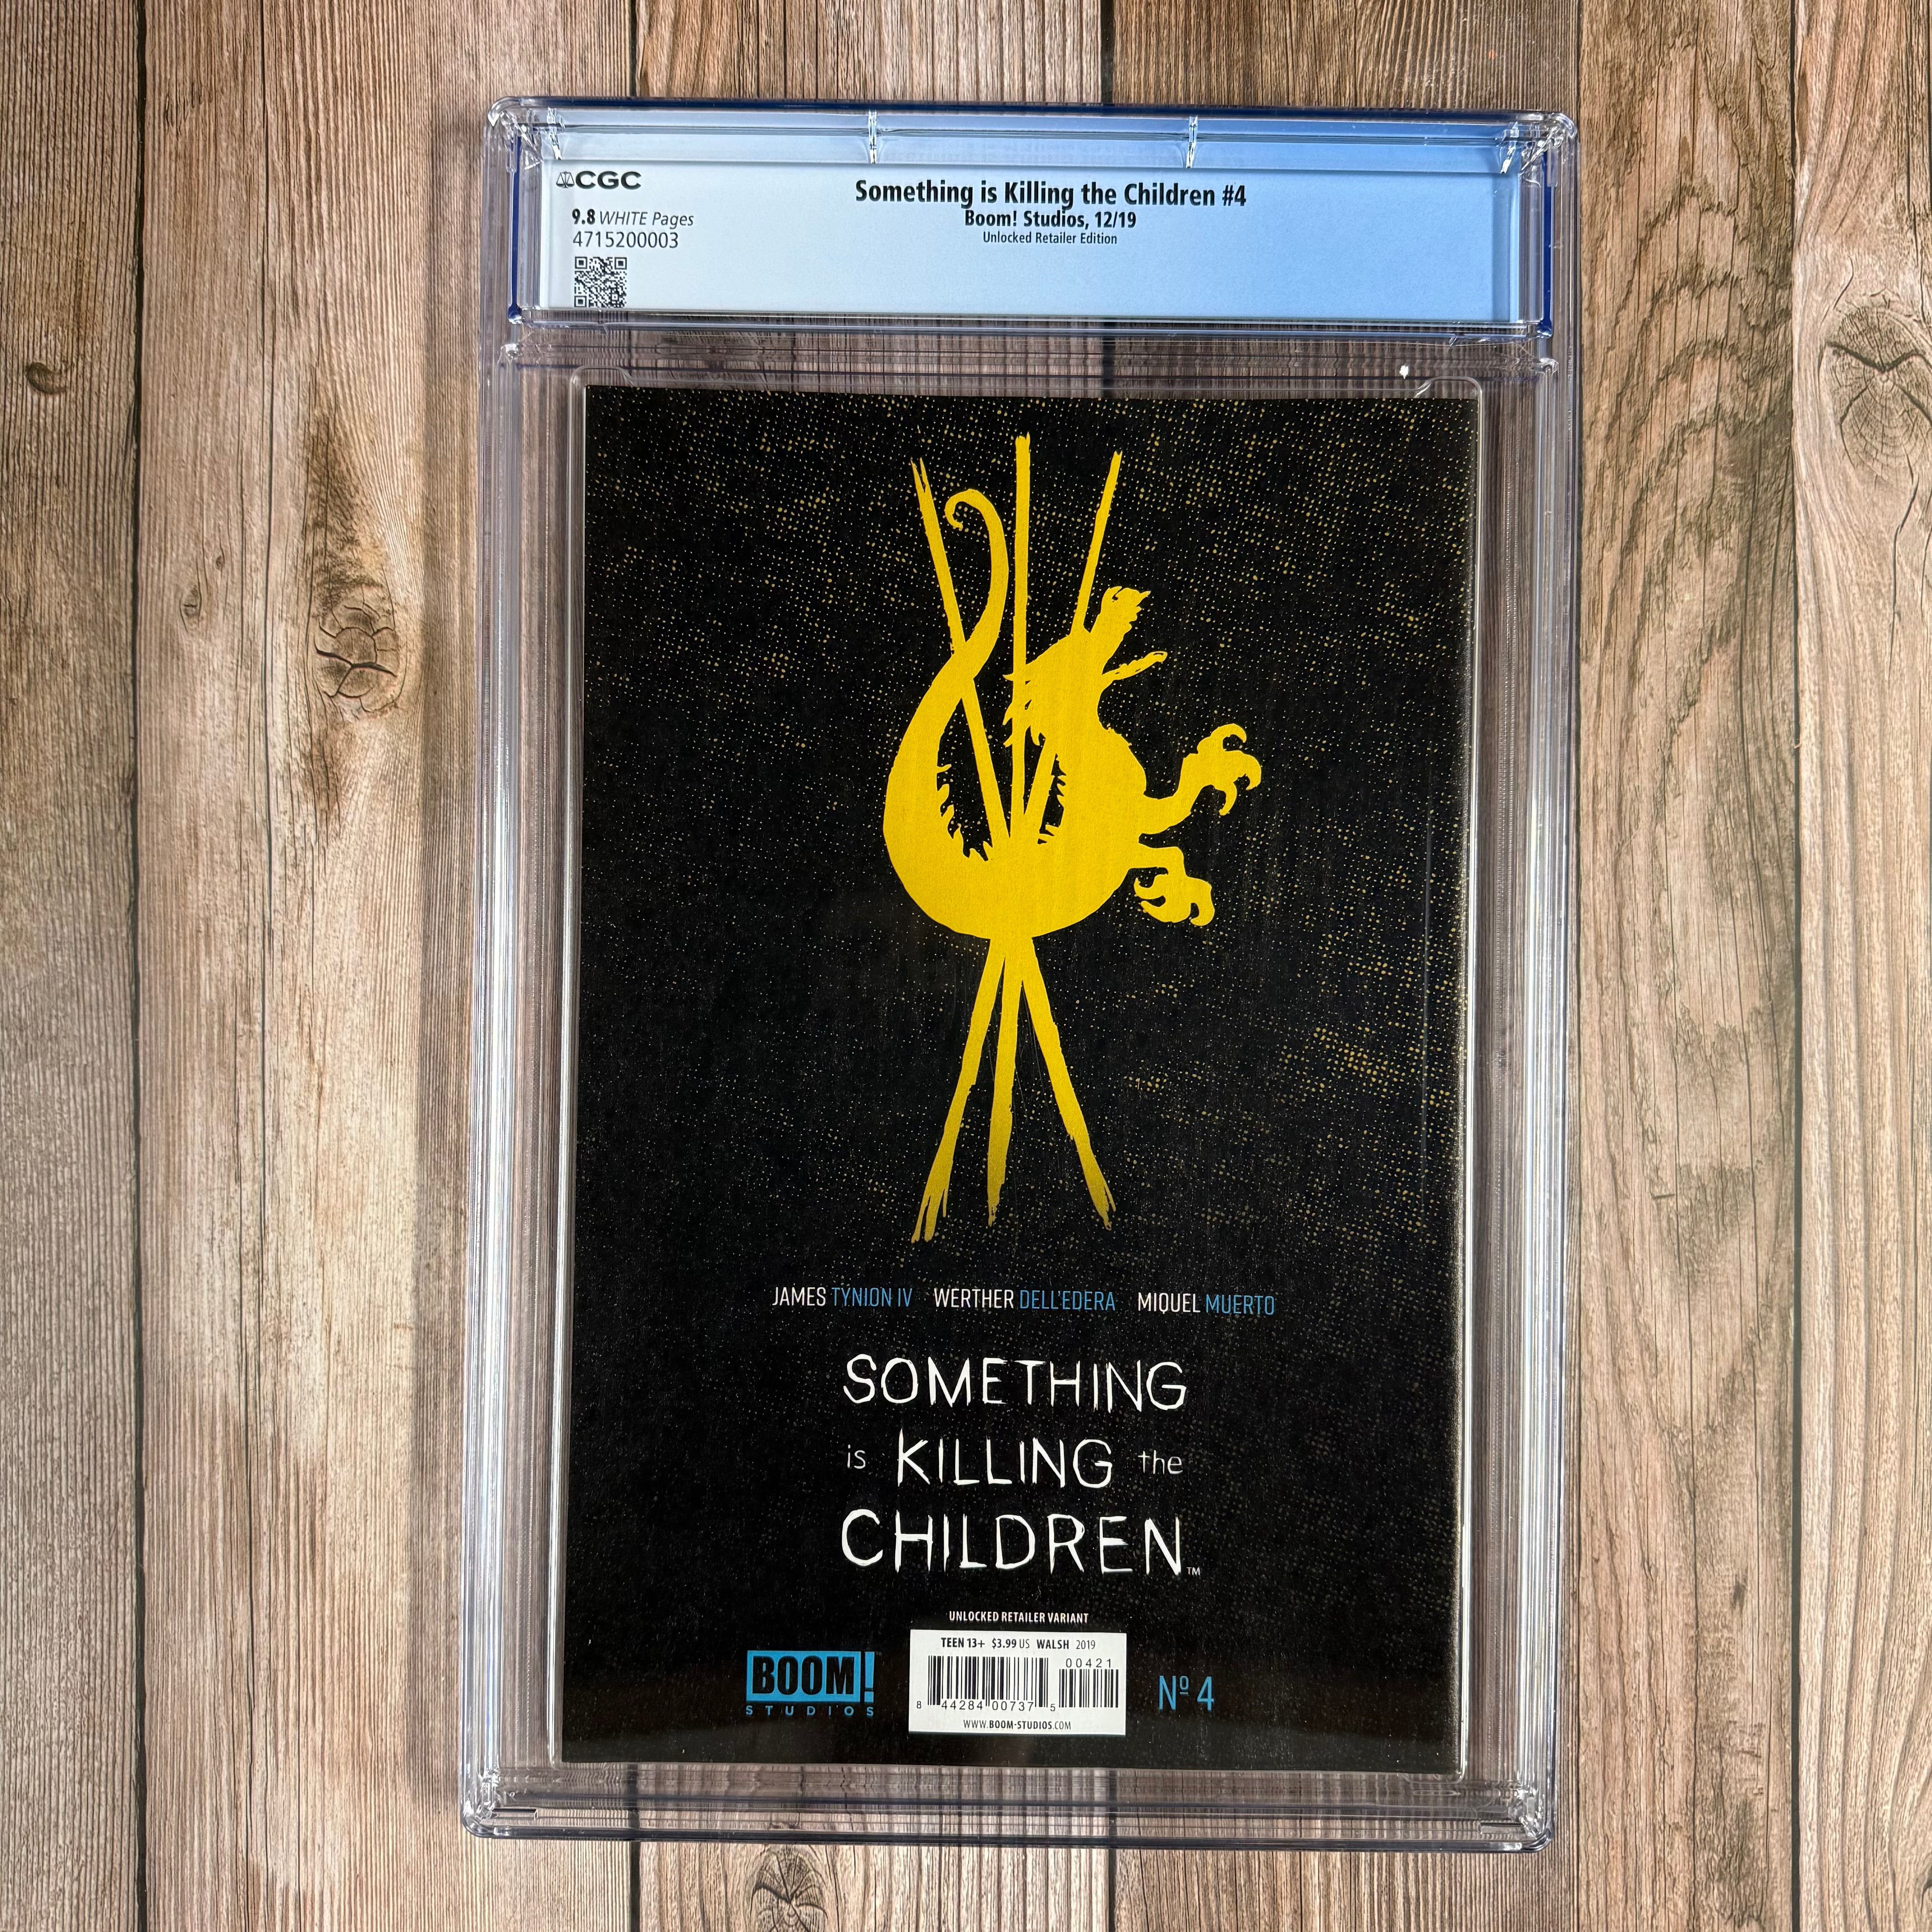 CGC
9.8 WHITE Pages
4715200003
Something is Killing the Children #4
Boom! Studios, 12/19
Unlocked Retailer Edition
JAMES TYNION IV WERTHER DELL'EDERA MIQUEL MUERTO
SOMETHING
is KILLING the
CHILDREN™
UNLOCKED RETAILER VARIANT
TEEN 13+ $3.99 US WALSH 2019
00421
8 44284 00737 5
WWW.BOOM-STUDIOS.COM
BOOM!
STUDIOS
Nº 4